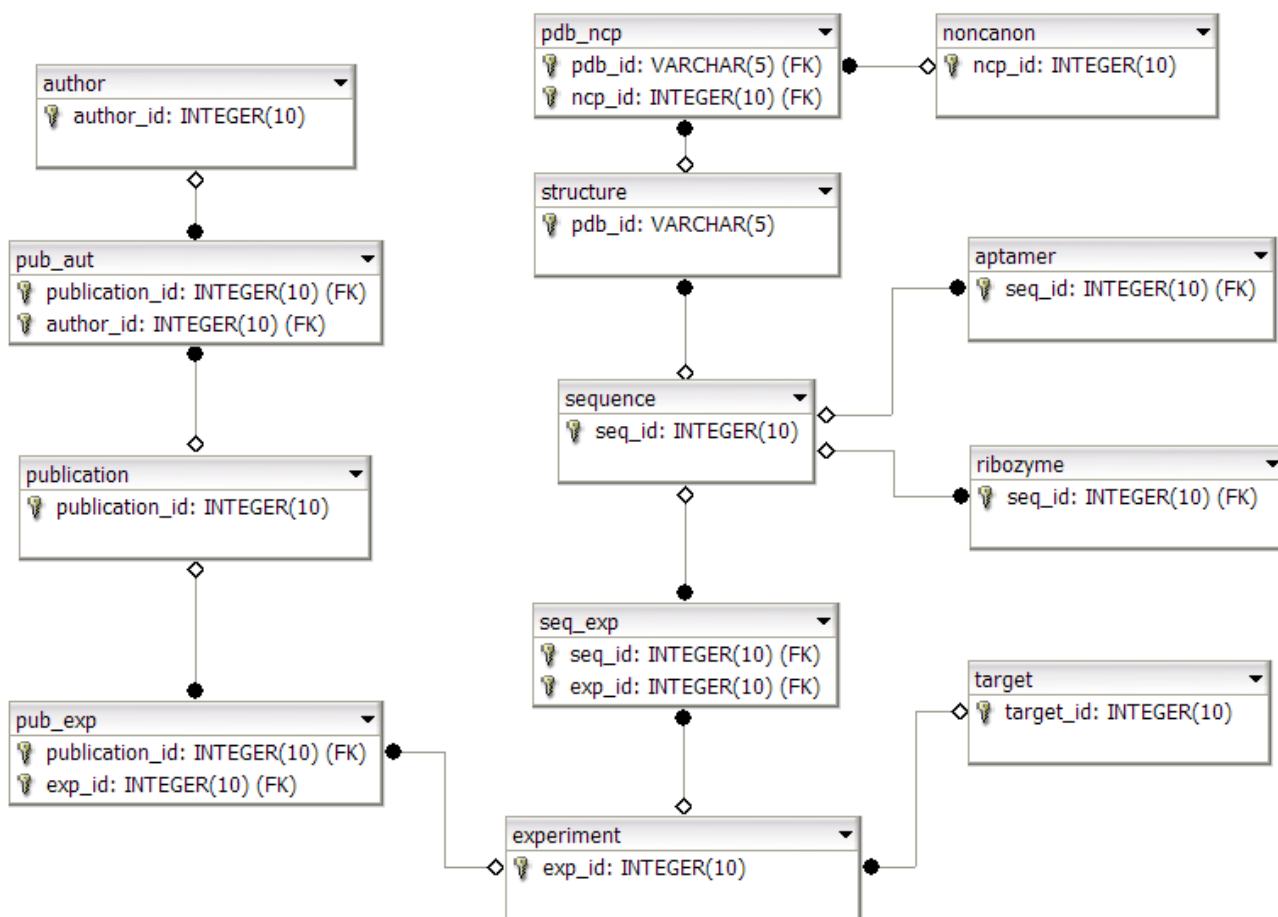 author
author_id: INTEGER(10)
pub_aut
publication_id: INTEGER(10) (FK)
author_id: INTEGER(10) (FK)
publication
publication_id: INTEGER(10)
pub_exp
publication_id: INTEGER(10) (FK)
exp_id: INTEGER(10) (FK)
pdb_ncp
pdb_id: VARCHAR(5) (FK)
ncp_id: INTEGER(10) (FK)
structure
pdb_id: VARCHAR(5)
sequence
seq_id: INTEGER(10)
seq_exp
seq_id: INTEGER(10) (FK)
exp_id: INTEGER(10) (FK)
experiment
exp_id: INTEGER(10)
noncanon
ncp_id: INTEGER(10)
aptamer
seq_id: INTEGER(10) (FK)
ribozyme
seq_id: INTEGER(10) (FK)
target
target_id: INTEGER(10)